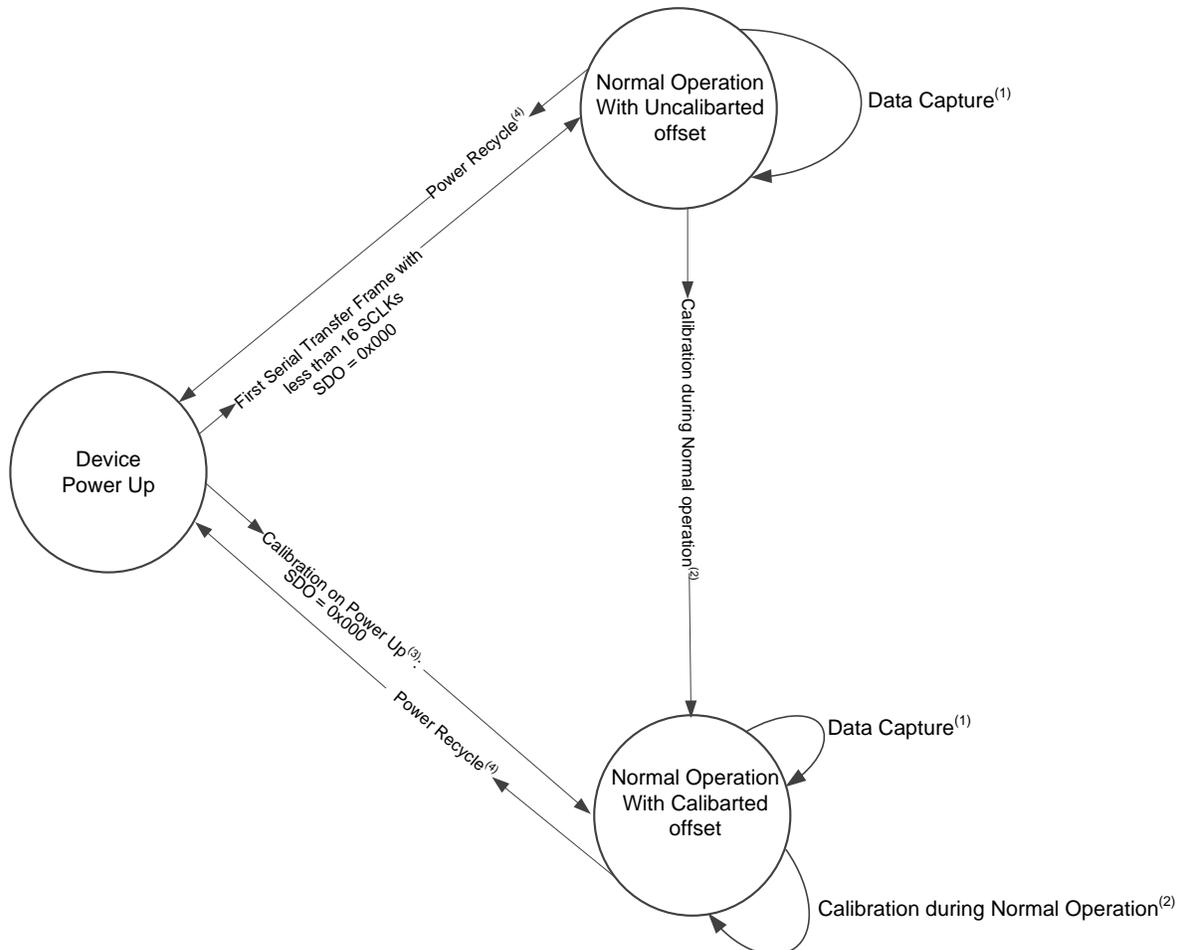 Normal Operation
With Uncalibarted
offset
Data Capture(1)
Power Recycle(4)
First Serial Transfer Frame with
less than 16 SCLKs
SDO = 0x000
Calibration during Normal operation(2)
Device
Power Up
Calibration on Power Up(3).
SDO = 0x000
Power Recycle(4)
Normal Operation
With Calibarted
offset
Data Capture(1)
Calibration during Normal Operation(2)